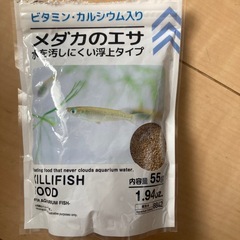 ビタミン・カルシウム入り
メダカのエサ
水を汚しにくい浮上タイプ
floating food that never clouds aquarium water.
KILLIFISH
FOOD
内容量 55
1.94oz.